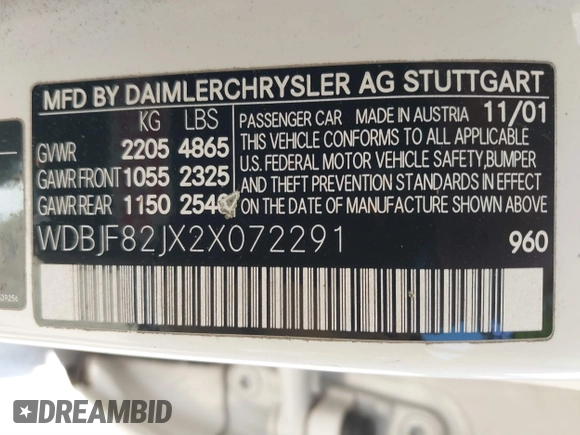 MFD BY DAIMLERCHRYSLER AG STUTTGART
KG LBS
GVWR 2205 4865
GAWR FRONT 1055 2325
GAWR REAR 1150
PASSENGER CAR MADE IN AUSTRIA 11/01
THIS VEHICLE CONFORMS TO ALL APPLICABLE
U.S. FEDERAL MOTOR VEHICLE SAFETY, BUMPER
AND THEFT PREVENTION STANDARDS IN EFFECT
ON THE DATE OF MANUFACTURE SHOWN ABOVE.
WDBJF82JX2X072291 960
DREAMBID